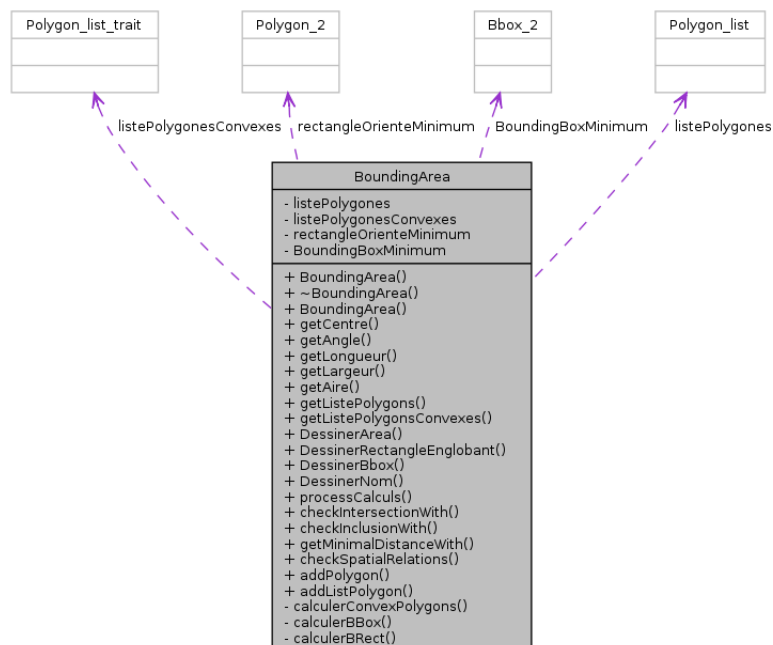 Polygon_list_trait
Polygon_2
Bbox_2
Polygon_list
listePolygonesConvexes
rectangleOrienteMinimum
BoundingBoxMinimum
listePolygones
BoundingArea
- listePolygones
- listePolygonesConvexes
- rectangleOrienteMinimum
- BoundingBoxMinimum
+ BoundingArea()
+ ~BoundingArea()
+ BoundingArea()
+ getCentre()
+ getAngle()
+ getLongueur()
+ getLargeur()
+ getAire()
+ getListePolygons()
+ getListePolygonsConvexes()
+ DessinerArea()
+ DessinerRectangleEnglobant()
+ DessinerBbox()
+ DessinerNom()
+ processCalculs()
+ checkIntersectionWith()
+ checkInclusionWith()
+ getMinimalDistanceWith()
+ checkSpatialRelations()
+ addPolygon()
+ addListPolygon()
- calculerConvexPolygons()
- calculerBBox()
- calculerBRect()